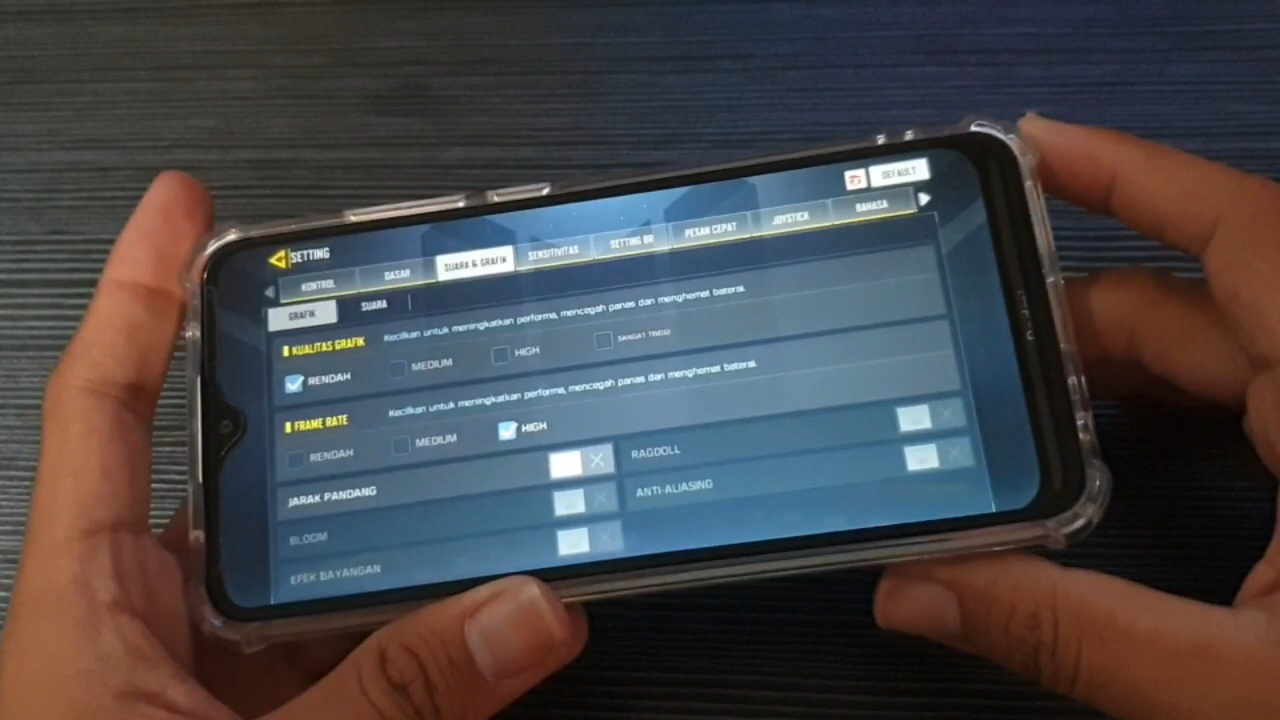 SETTING
DEFAULT
KONTROL
DASAR
SUARA & GRAFIK
SENSITIVITAS
SETTING BR
PESAN CEPAT
JOYSTICK
BAHASA
GRAFIK
SUARA
KUALITAS GRAFIK
Kecilkan untuk meningkatkan performa, mencegah panas dan menghemat baterai.
RENDAH
MEDIUM
HIGH
SANGAT TINGGI
FRAME RATE
Kecilkan untuk meningkatkan performa, mencegah panas dan menghemat baterai.
RENDAH
MEDIUM
HIGH
JARAK PANDANG
RAGDOLL
BLOOM
ANTI-ALIASING
EFEK BAYANGAN